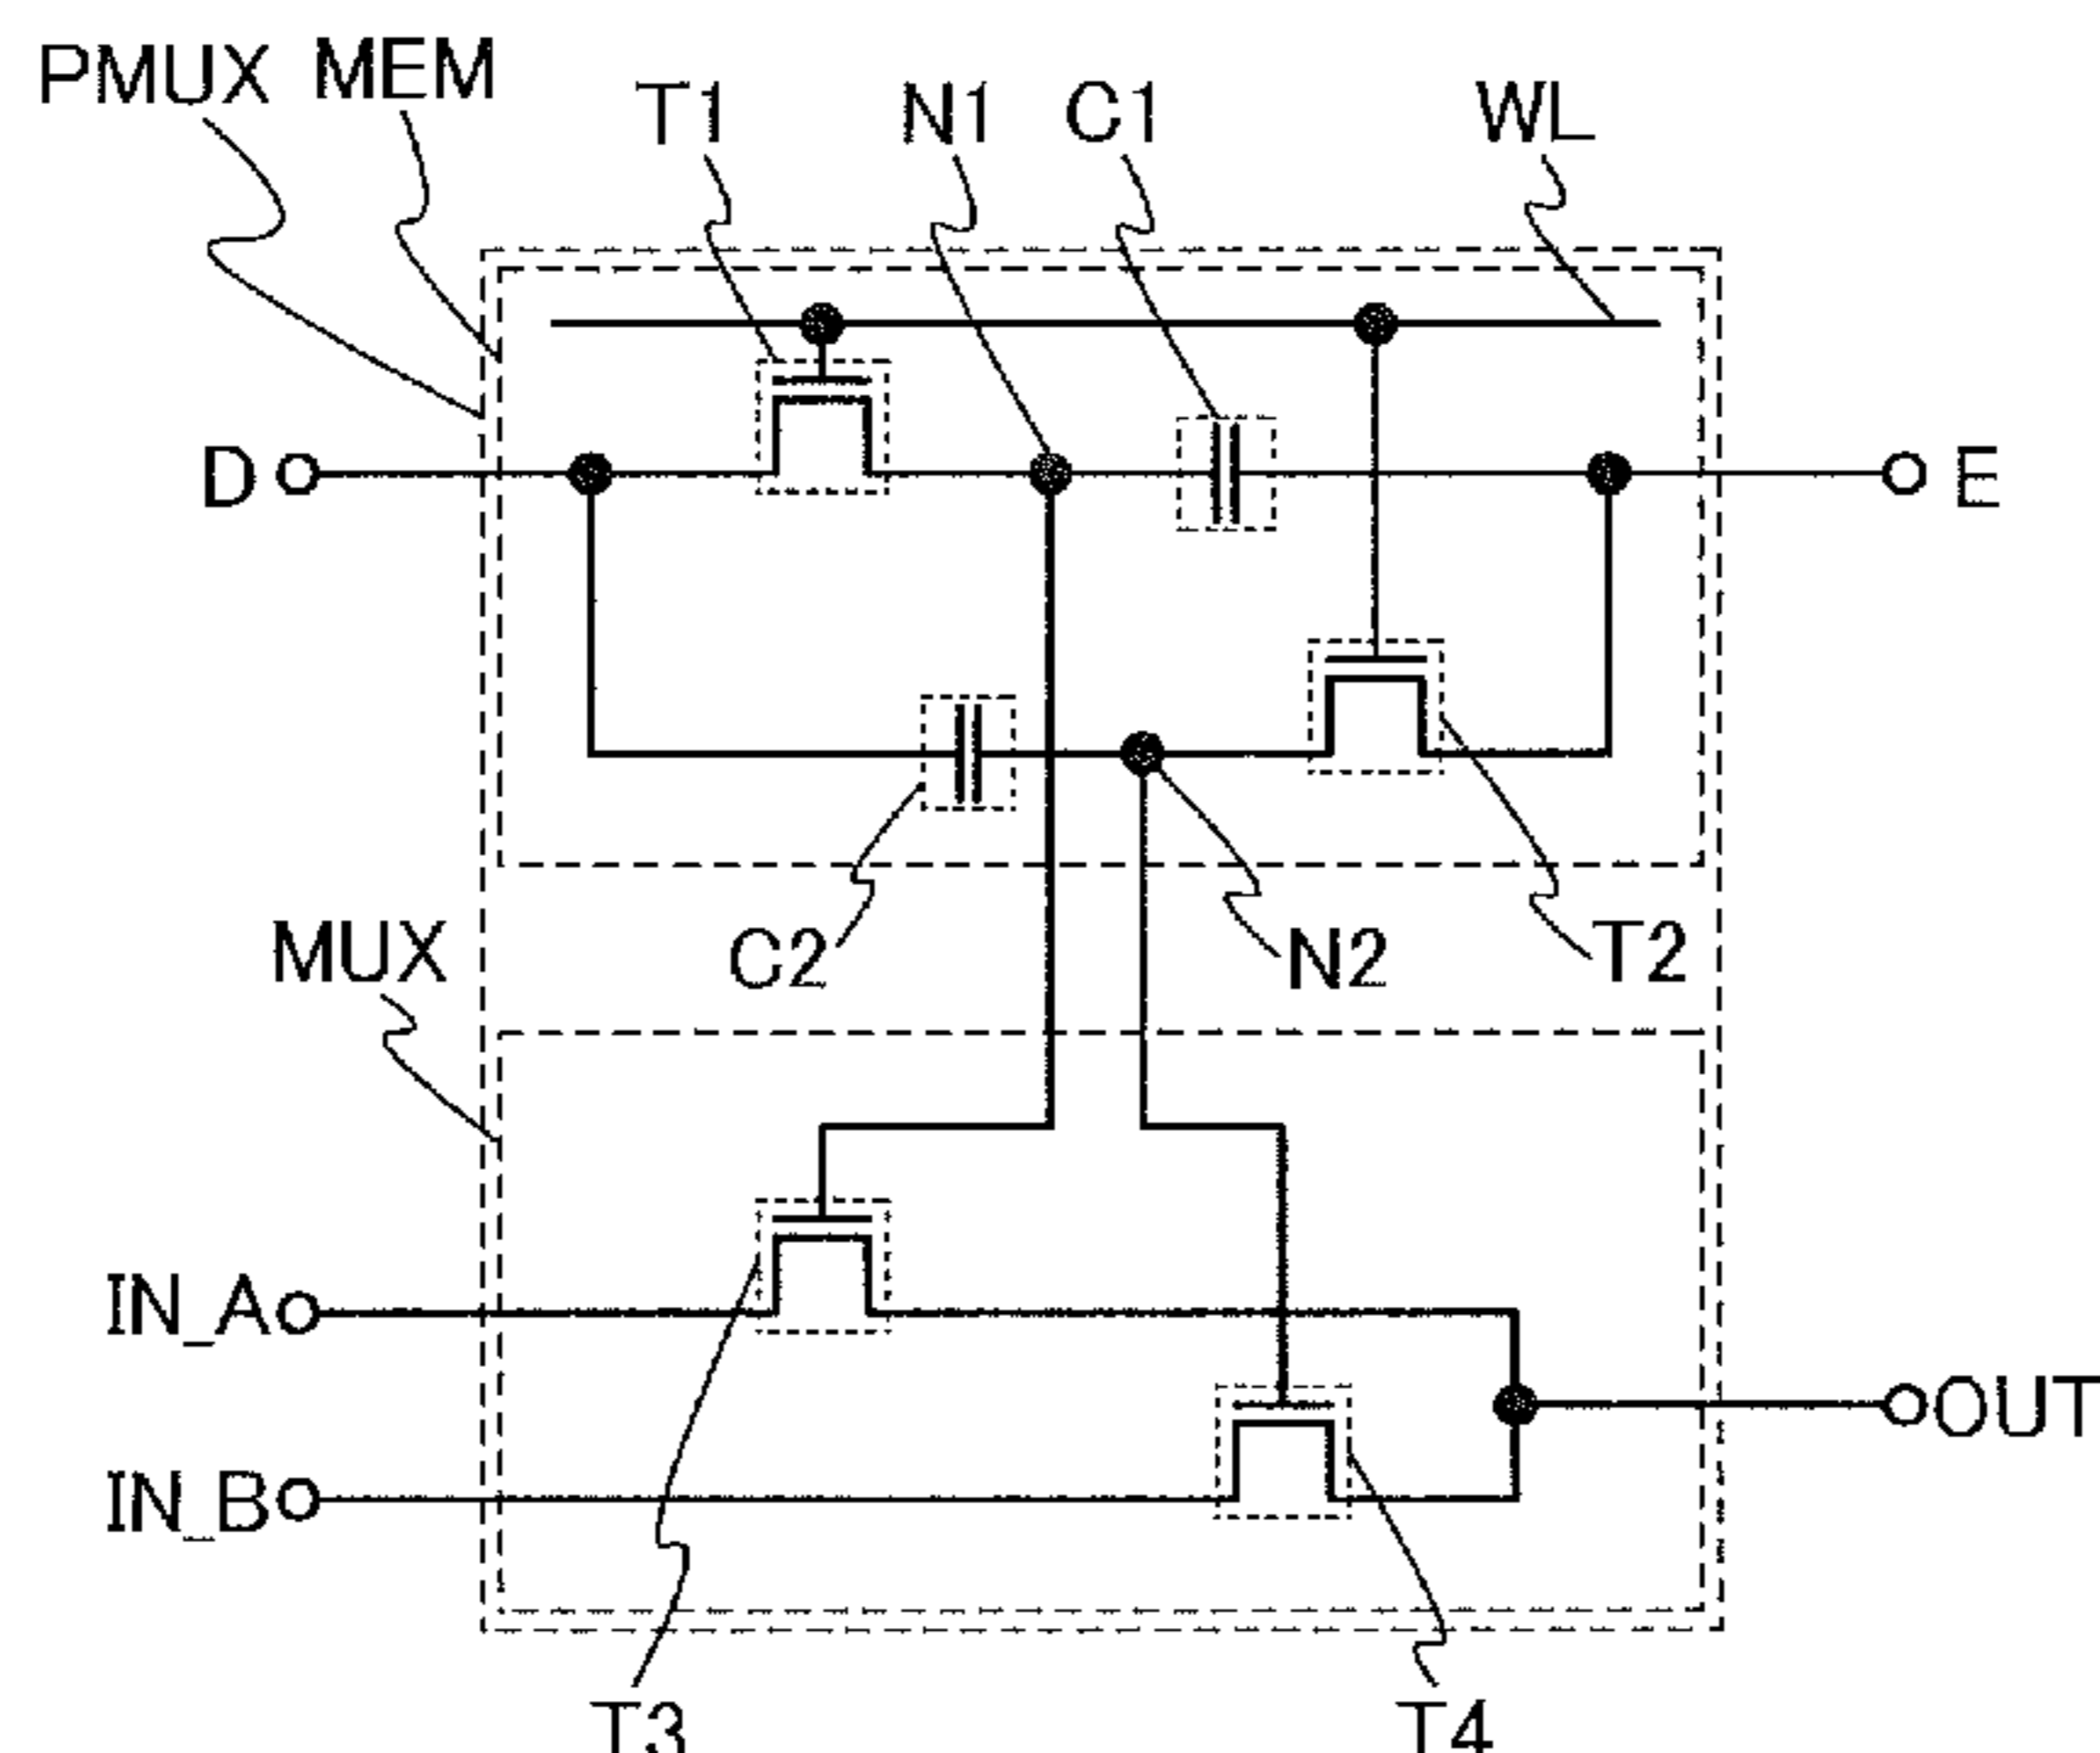 PMUX MEM T1 N1 C1 WL
D E
MUX C2 N2 T2
IN_A
OUT
IN_B
T3 T4